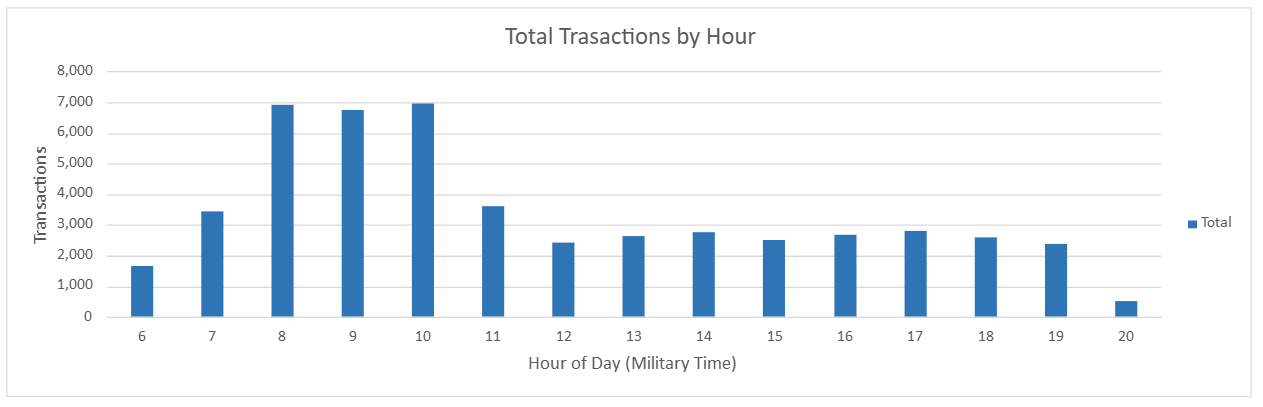 Total Trasactions by Hour
8,000
7,000
6,000
5,000
4,000
3,000
2,000
1,000
0
Transactions
Total
6 7 8 9 10 11 12 13 14 15 16 17 18 19 20
Hour of Day (Military Time)